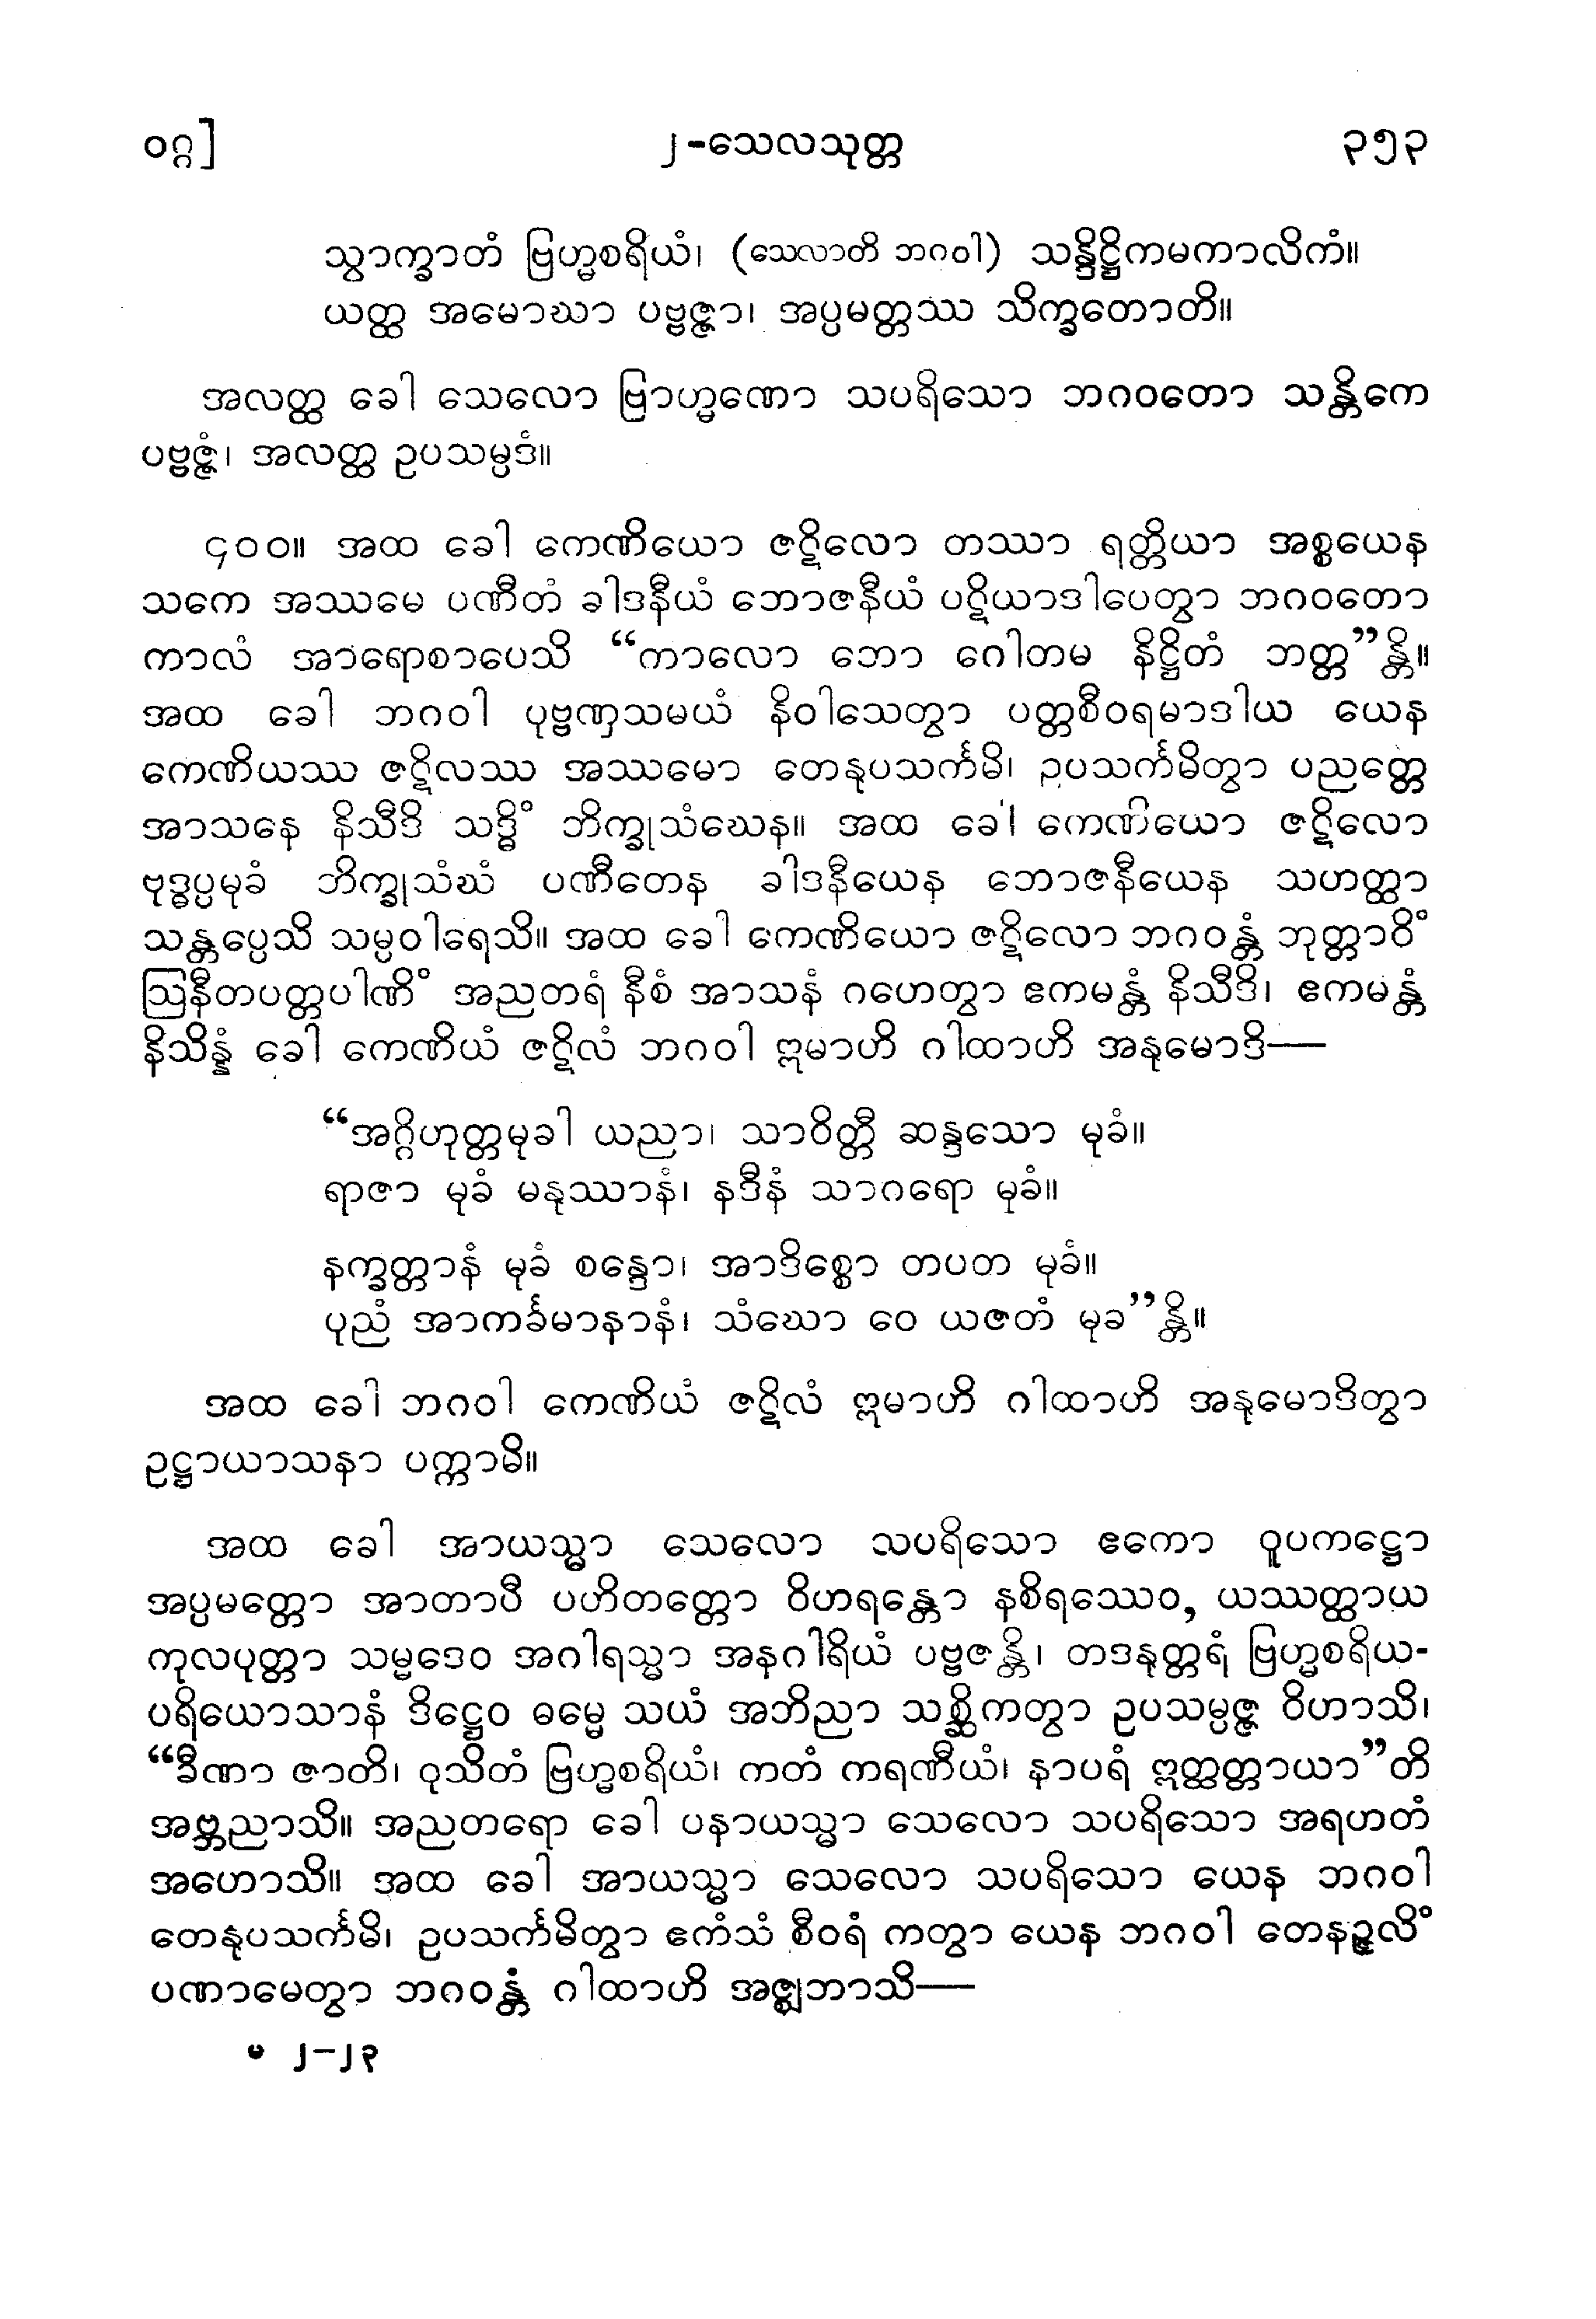 ဝဂ္ဂ]
၂-သေလသုတ္တ
၃၅၃
သွာက္ခာတံ ဗြဟ္မစရိယံ၊ (သေလာတိ ဘဂဝါ) သန္ဒိဋ္ဌိကမကာလိကံ။
ယတ္ထ အမောဃာ ပဗ္ဗဇ္ဇာ၊ အပ္ပမတ္တဿ သိက္ခတောတိ။
အလတ္ထ ခေါ သေလော ဗြာဟ္မဏော သပရိသော ဘဂဝတော သန္တိကေ
ပဗ္ဗဇ္ဇံ၊ အလတ္ထ ဥပသမ္ပဒံ။
၄၀၀။ အထ ခေါ ကေဏိယော ဇဋိလော တဿာ ရတ္တိယာ အစ္စယေန
သကေ အဿမေ ပဏီတံ ခါဒနီယံ ဘောဇနီယံ ပဋိယာဒါပေတွာ ဘဂဝတော
ကာလံ အာရောစာပေသိ “ကာလော ဘော ဂေါတမ နိဋ္ဌိတံ ဘတ္တ”န္တိ။
အထ ခေါ ဘဂဝါ ပုဗ္ဗဏှသမယံ နိဝါသေတွာ ပတ္တစီဝရမာဒါယ ယေန
ကေဏိယဿ ဇဋိလဿ အဿမော တေနုပသင်္ကမိ၊ ဥပသင်္ကမိတွာ ပညတ္တေ
အာသနေ နိသီဒိ သဒ္ဓိံ ဘိက္ခုသံဃေန။ အထ ခေါ ကေဏိယော ဇဋိလော
ဗုဒ္ဓပ္ပမုခံ ဘိက္ခုသံဃံ ပဏီတေန ခါဒနီယေန ဘောဇနီယေန သဟတ္ထာ
သန္တပ္ပေသိ သမ္ပဝါရေသိ။ အထ ခေါ ကေဏိယော ဇဋိလော ဘဂဝန္တံ ဘုတ္တာဝိံ
ဩနီတပတ္တပါဏိံ အညတရံ နီစံ အာသနံ ဂဟေတွာ ဧကမန္တံ နိသီဒိ၊ ဧကမန္တံ
နိသိန္နံ ခေါ ကေဏိယံ ဇဋိလံ ဘဂဝါ ဣမာဟိ ဂါထာဟိ အနုမောဒိ—
“အဂ္ဂိဟုတ္တမုခါ ယညာ၊ သာဝိတ္တီ ဆန္ဒသော မုခံ။
ရာဇာ မုခံ မနုဿာနံ၊ နဒီနံ သာဂရော မုခံ။
နက္ခတ္တာနံ မုခံ စန္ဒော၊ အာဒိစ္စော တပတ မုခံ။
ပုညံ အာကင်္ခမာနာနံ၊ သံဃော ဝေ ယဇတံ မုခ”န္တိ။
အထ ခေါ ဘဂဝါ ကေဏိယံ ဇဋိလံ ဣမာဟိ ဂါထာဟိ အနုမောဒိတွာ
ဥဋ္ဌာယာသနာ ပက္ကာမိ။
အထ ခေါ အာယသ္မာ သေလော သပရိသော ဧကော ဝူပကဋ္ဌော
အပ္ပမတ္တော အာတာပီ ပဟိတတ္တော ဝိဟရန္တော နစိရဿေဝ, ယဿတ္ထာယ
ကုလပုတ္တာ သမ္မဒေဝ အဂါရသ္မာ အနဂါရိယံ ပဗ္ဗဇန္တိ၊ တဒနုတ္တရံ ဗြဟ္မစရိယ-
ပရိယောသာနံ ဒိဋ္ဌေဝ ဓမ္မေ သယံ အဘိညာ သစ္ဆိကတွာ ဥပသမ္ပဇ္ဇ ဝိဟာသိ၊
“ခီဏာ ဇာတိ၊ ဝုသိတံ ဗြဟ္မစရိယံ၊ ကတံ ကရဏီယံ၊ နာပရံ ဣတ္ထတ္တာယာ”တိ
အဗ္ဘညာသိ။ အညတရော ခေါ ပနာယသ္မာ သေလော သပရိသော အရဟတံ
အဟောသိ။ အထ ခေါ အာယသ္မာ သေလော သပရိသော ယေန ဘဂဝါ
တေနုပသင်္ကမိ၊ ဥပသင်္ကမိတွာ ဧကံသံ စီဝရံ ကတွာ ယေန ဘဂဝါ တေနဉ္ဇလိံ
ပဏာမေတွာ ဘဂဝန္တံ ဂါထာဟိ အဇ္ဈဘာသိ—
မ ၂-၂၃